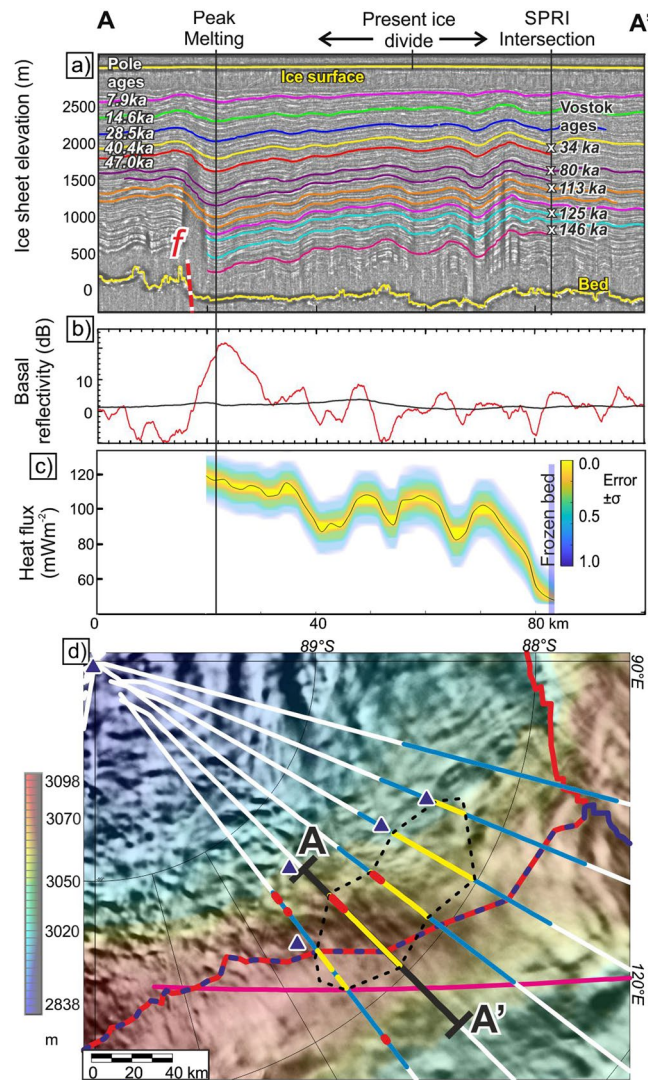 A
Peak
Melting
Present ice
divide
SPRI
Intersection
A'
a)
Pole
ages
Ice surface
7.9ka
14.6ka
28.5ka
40.4ka
47.0ka
Vostok
ages
x 34 ka
x 80 ka
x 113 ka
x 125 ka
x 146 ka
f
Bed
Ice sheet elevation (m)
2500
2000
1500
1000
500
0
b)
Basal
reflectivity (dB)
10
0
c)
Heat flux
(mWm-2)
120
100
80
60
Frozen bed
0.0
0.5
1.0
Error
±σ
0
40
80 km
d)
89°S
88°S
90°E
120°E
A
A'
3098
3070
3050
3020
2838
m
0 20 40 km